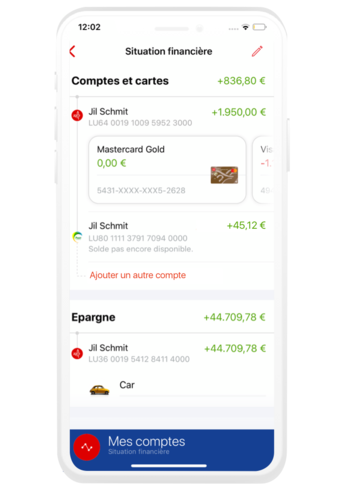 12:02
Situation financière
Comptes et cartes +836,80 €
Jil Schmit +1.950,00 €
LU64 0019 1009 5952 3000
Mastercard Gold Vis
0,00 € -1.
5431-XXXX-XXX5-2628
Jil Schmit +45,12 €
LU80 1111 3791 7094 0000
Solde pas encore disponible.
Ajouter un autre compte
Epargne +44.709,78 €
Jil Schmit +44.709,78 €
LU36 0019 5412 8411 4000
Car
Mes comptes
Situation financière